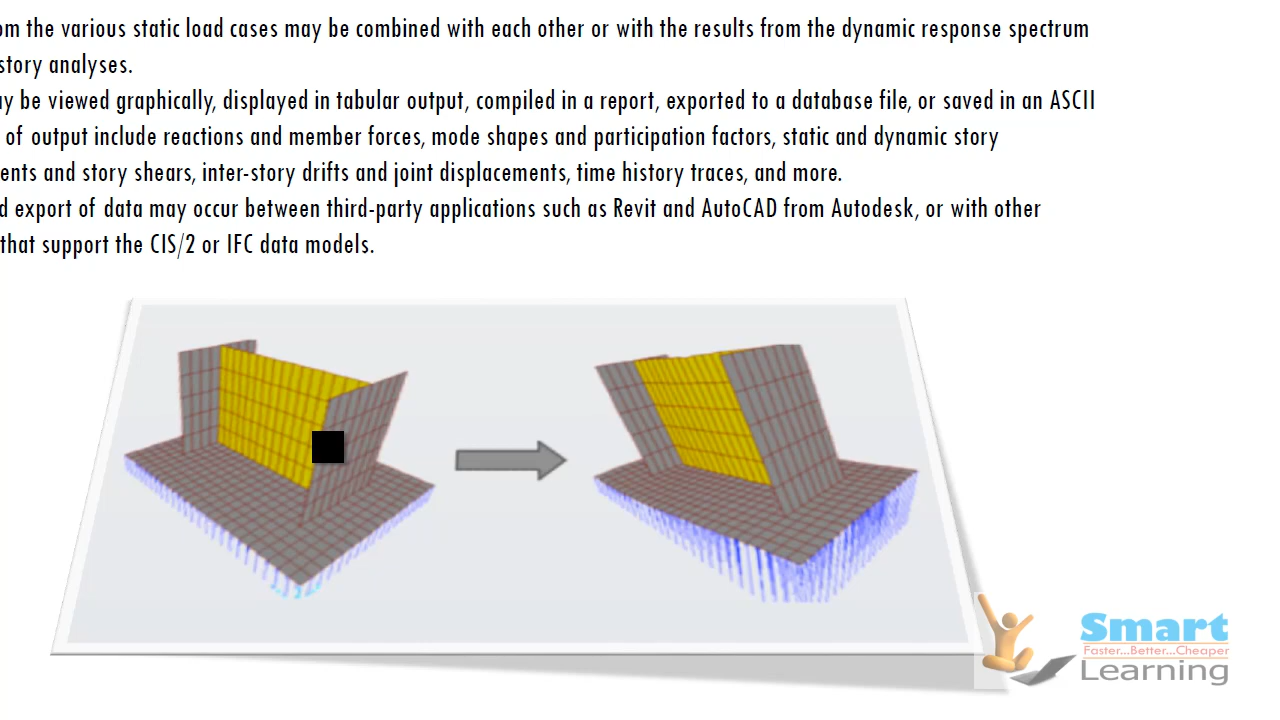 om the various static load cases may be combined with each other or with the results from the dynamic response spectrum
story analyses.
ay be viewed graphically, displayed in tabular output, compiled in a report, exported to a database file, or saved in an ASCII
of output include reactions and member forces, mode shapes and participation factors, static and dynamic story
ents and story shears, inter-story drifts and joint displacements, time history traces, and more.
d export of data may occur between third-party applications such as Revit and AutoCAD from Autodesk, or with other
that support the CIS/2 or IFC data models.
Smart
Faster...Better...Cheaper
Learning